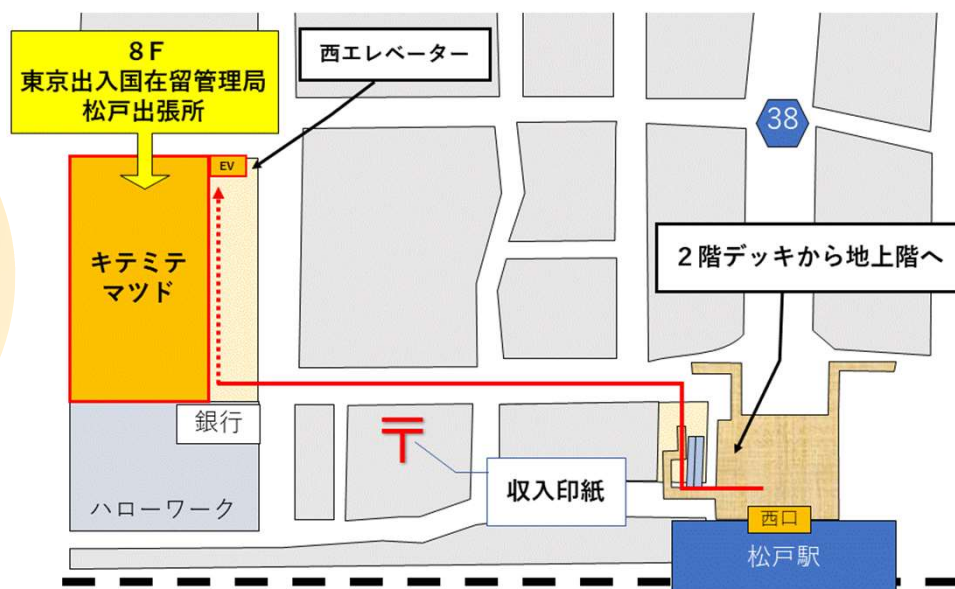 8F
東京出入国在留管理局
松戸出張所
西エレベーター
38
EV
キテミテ
マツド
2階デッキから地上階へ
銀行
〒
収入印紙
ハローワーク
西口
松戸駅